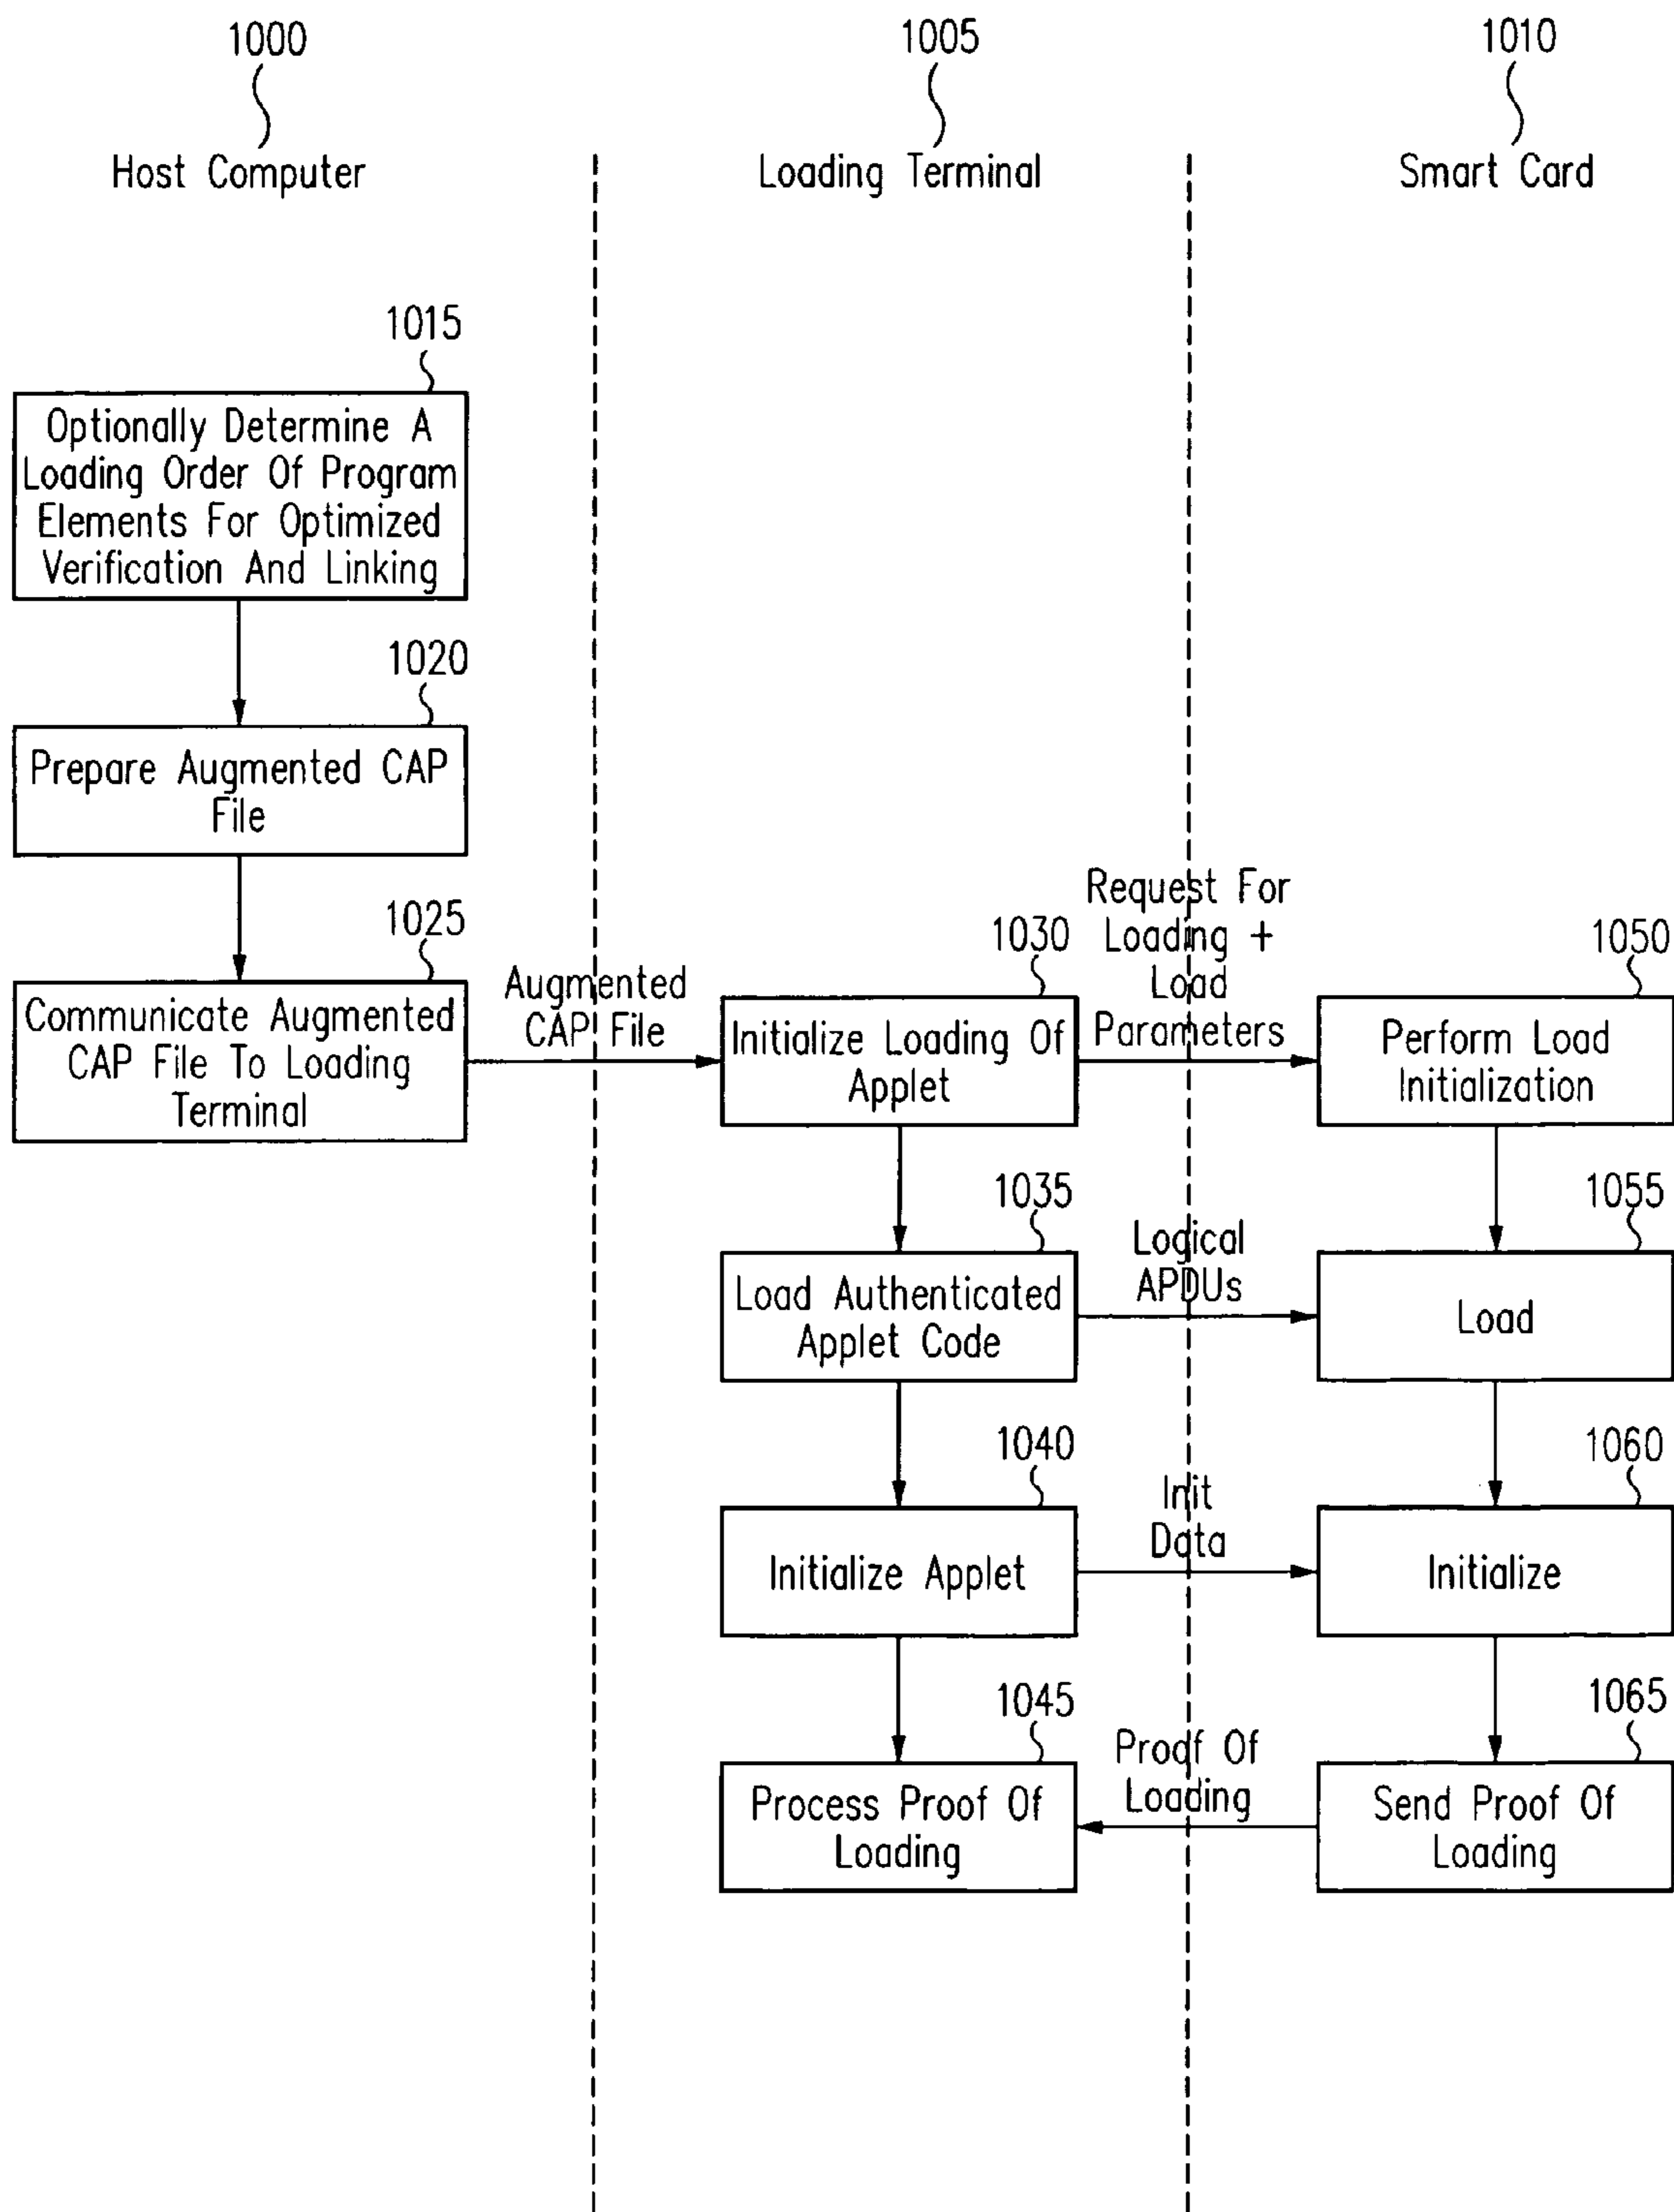 1000
1005
1010
Host Computer
Loading Terminal
Smart Card
1015
Optionally Determine A
Loading Order Of Program
Elements For Optimized
Verification And Linking
1020
Prepare Augmented CAP
File
1025
Communicate Augmented
CAP File To Loading
Terminal
Augmented
CAP File
1030
Initialize Loading Of
Applet
Request For
Loading +
Load
Parameters
1050
Perform Load
Initialization
1035
Load Authenticated
Applet Code
Logical
APDUs
1055
Load
1040
Initialize Applet
Init
Data
1060
Initialize
1045
Process Proof Of
Loading
Proof Of
Loading
1065
Send Proof Of
Loading